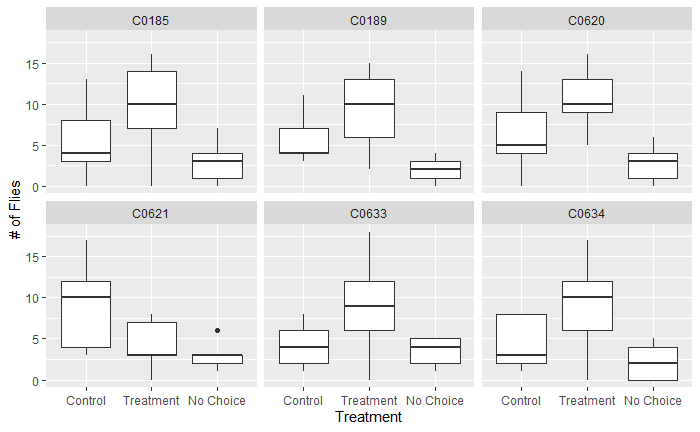 C0185 C0189 C0620
15
10
5
0
# of Flies
C0621 C0633 C0634
15
10
5
0
Control Treatment No Choice Control Treatment No Choice Control Treatment No Choice
Treatment